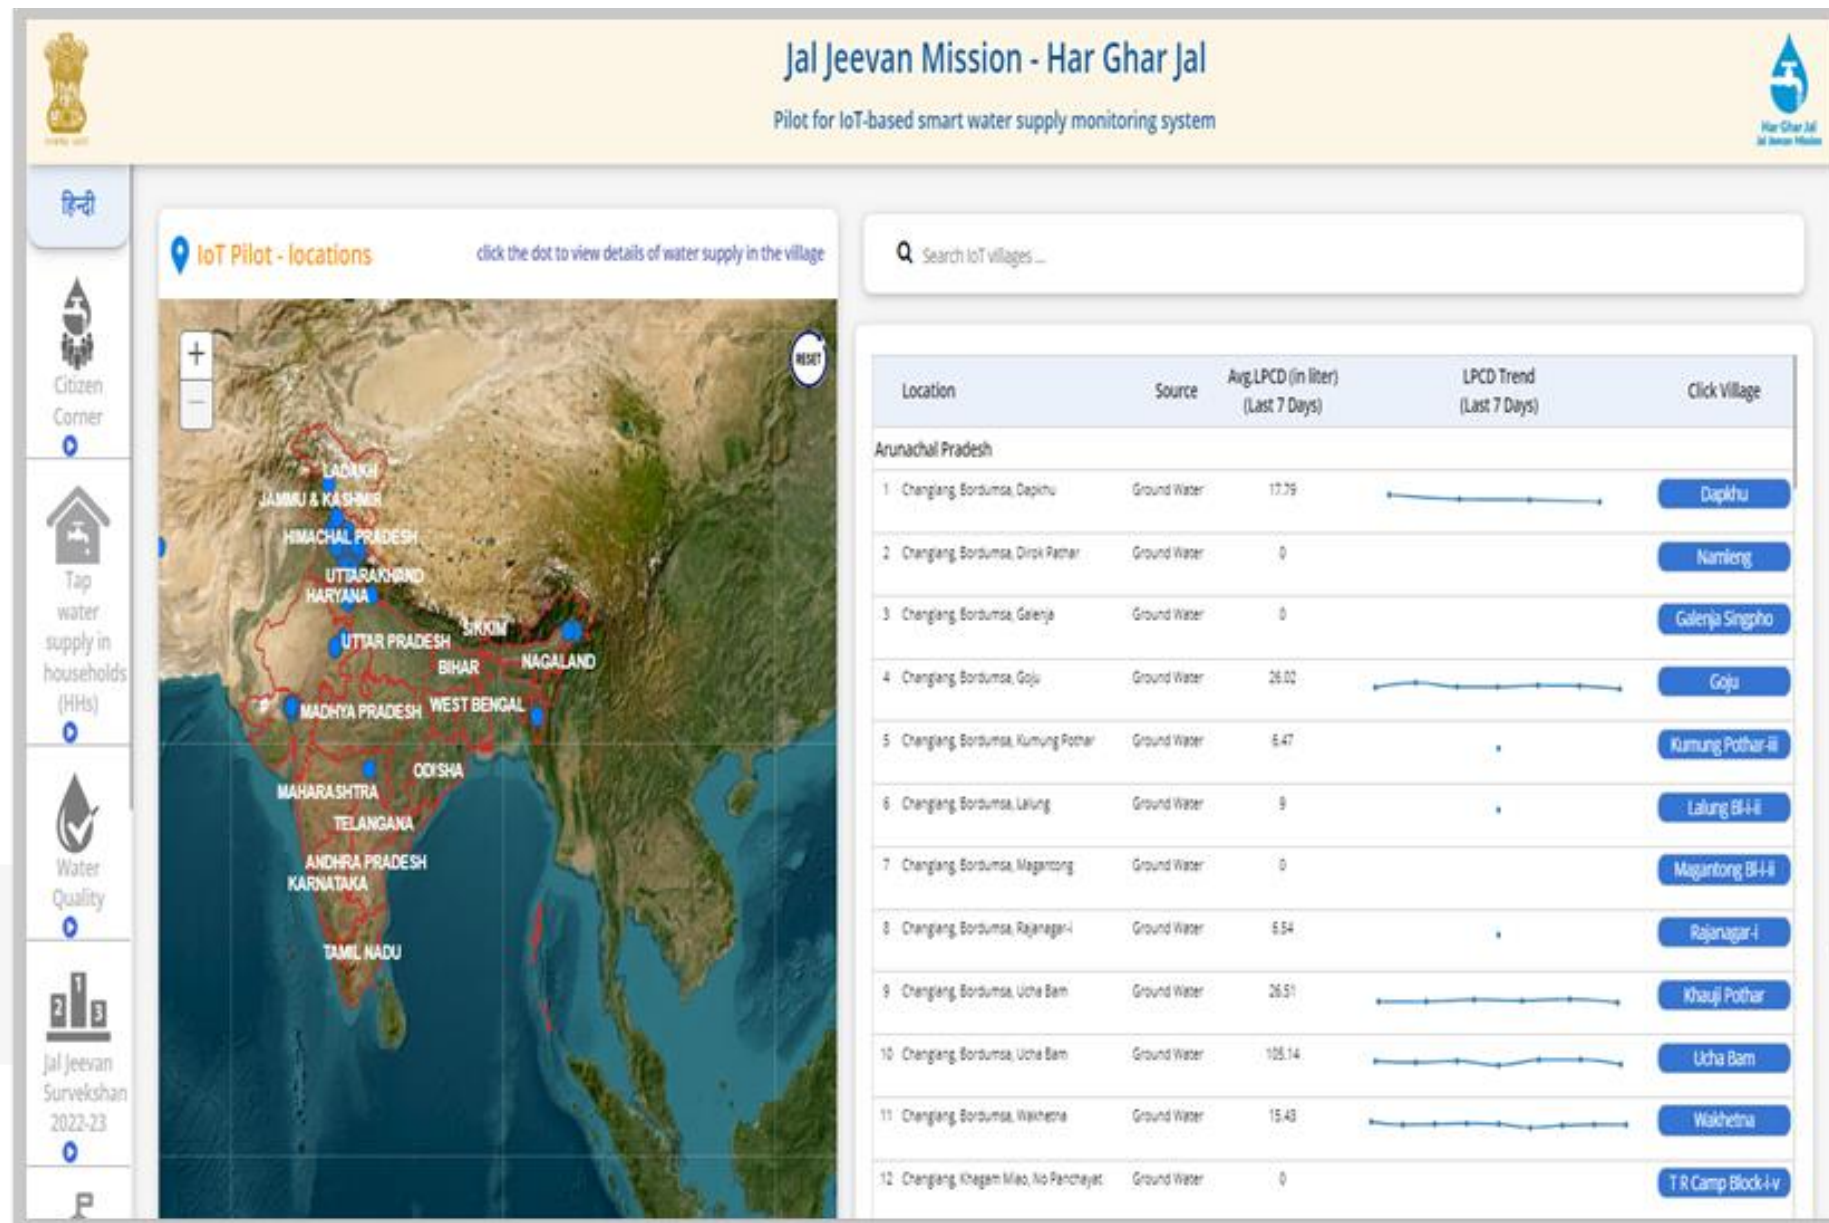 Jal Jeevan Mission - Har Ghar Jal
Pilot for IoT-based smart water supply monitoring system
Har Ghar Jal
Jal Jeevan Mission
हिन्दी
Citizen
Corner
Tap
water
supply in
households
(HHs)
Water
Quality
2 1 3
Jal Jeevan
Survekshan
2022-23
IoT Pilot - locations
click the dot to view details of water supply in the village
+
−
RESET
LADAKH
JAMMU & KASHMIR
HIMACHAL PRADESH
UTTARAKHAND
HARYANA
SIKKIM
UTTAR PRADESH
BIHAR
NAGALAND
MADHYA PRADESH
WEST BENGAL
ODISHA
MAHARASHTRA
TELANGANA
ANDHRA PRADESH
KARNATAKA
TAMIL NADU
Search IoT villages ...
Location Source Avg.LPCD (in liter) (Last 7 Days) LPCD Trend (Last 7 Days) Click Village
Arunachal Pradesh
1 Changlang, Bordumsa, Dapkhu Ground Water 17.79 Dapkhu
2 Changlang, Bordumsa, Dirok Pathar Ground Water 0 Namleng
3 Changlang, Bordumsa, Galenja Ground Water 0 Galenja Singpho
4 Changlang, Bordumsa, Goju Ground Water 26.02 Goju
5 Changlang, Bordumsa, Kumung Pothar Ground Water 6.47 Kumung Pothar-iii
6 Changlang, Bordumsa, Lalung Ground Water 9 Lalung Bl-i-ii
7 Changlang, Bordumsa, Magantong Ground Water 0 Magantong Bl-i-ii
8 Changlang, Bordumsa, Rajanagar-i Ground Water 6.54 Rajanagar-i
9 Changlang, Bordumsa, Ucha Bam Ground Water 26.51 Khauji Pothar
10 Changlang, Bordumsa, Ucha Bam Ground Water 105.14 Ucha Bam
11 Changlang, Bordumsa, Wakhetna Ground Water 15.43 Wakhetna
12 Changlang, Khagam Miao, No Panchayat Ground Water 0 T R Camp Block-i-v